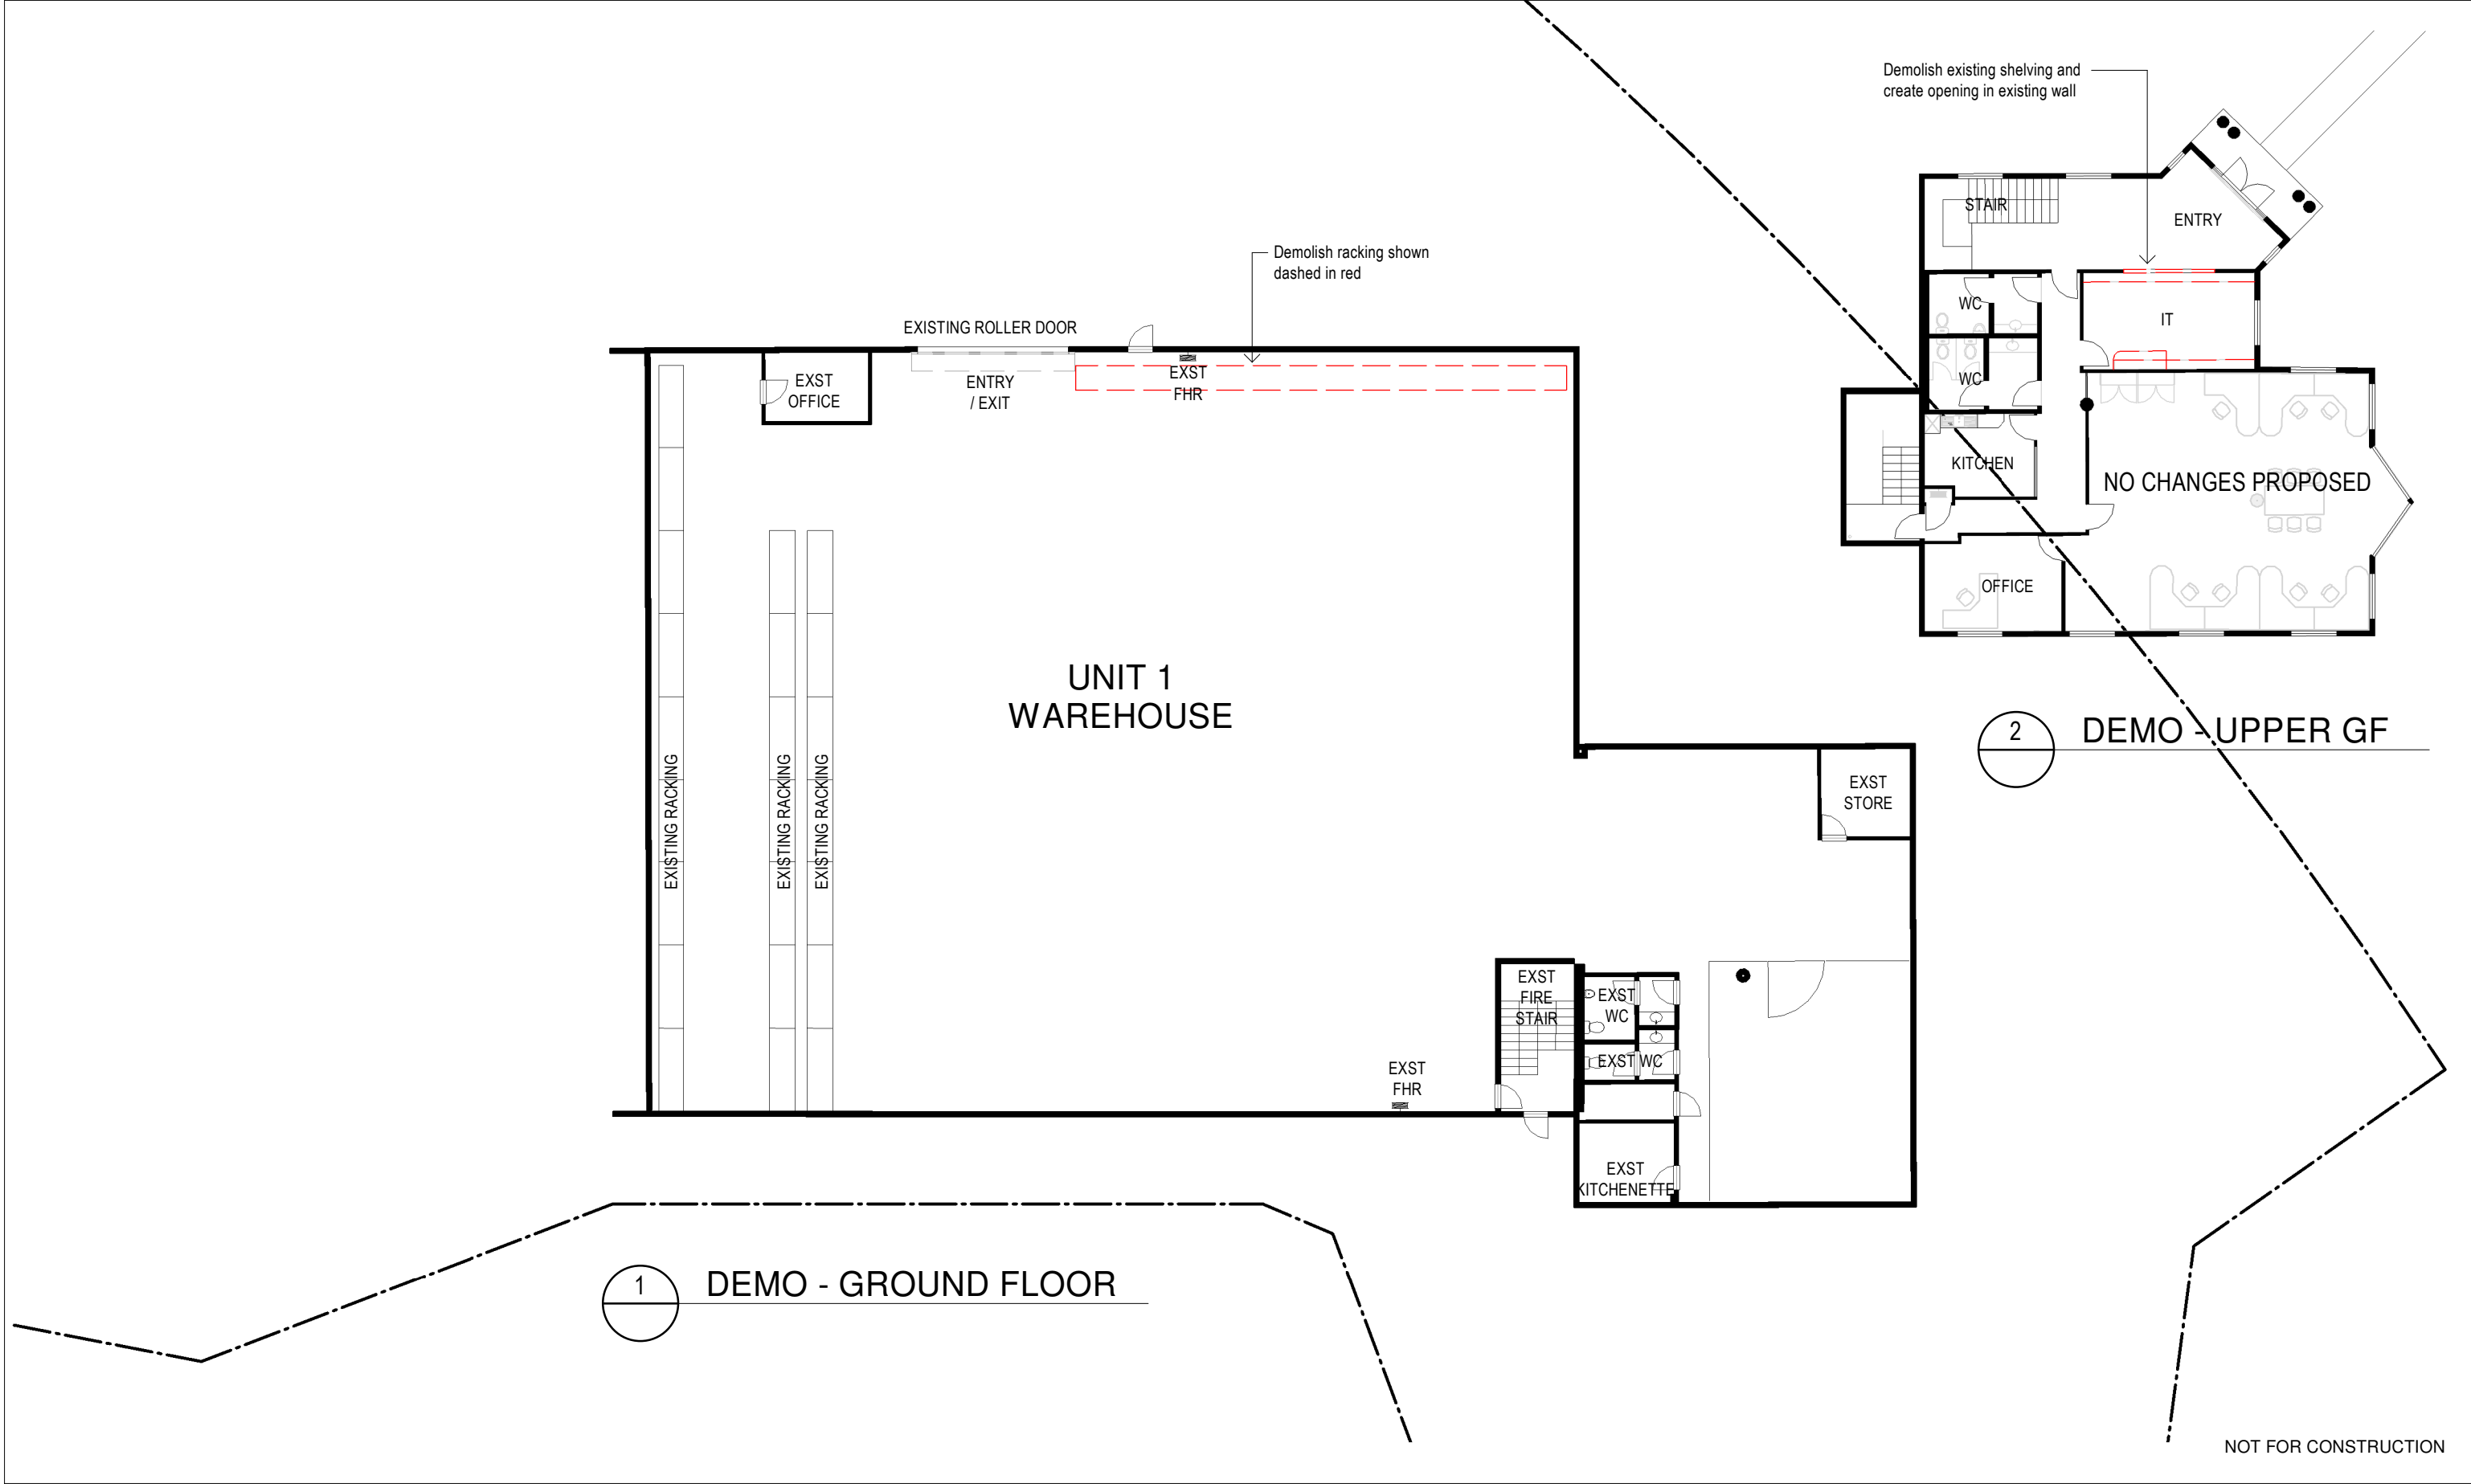 Demolish existing shelving and
create opening in existing wall
STAIR
ENTRY
WC
IT
WC
KITCHEN
NO CHANGES PROPOSED
OFFICE
2
DEMO - UPPER GF
Demolish racking shown
dashed in red
EXISTING ROLLER DOOR
EXST
OFFICE
ENTRY
/ EXIT
EXST
FHR
UNIT 1
WAREHOUSE
EXISTING RACKING
EXISTING RACKING
EXISTING RACKING
EXST
STORE
EXST
FIRE
STAIR
EXST
WC
EXST WC
EXST
FHR
EXST
KITCHENETTE
1
DEMO - GROUND FLOOR
NOT FOR CONSTRUCTION